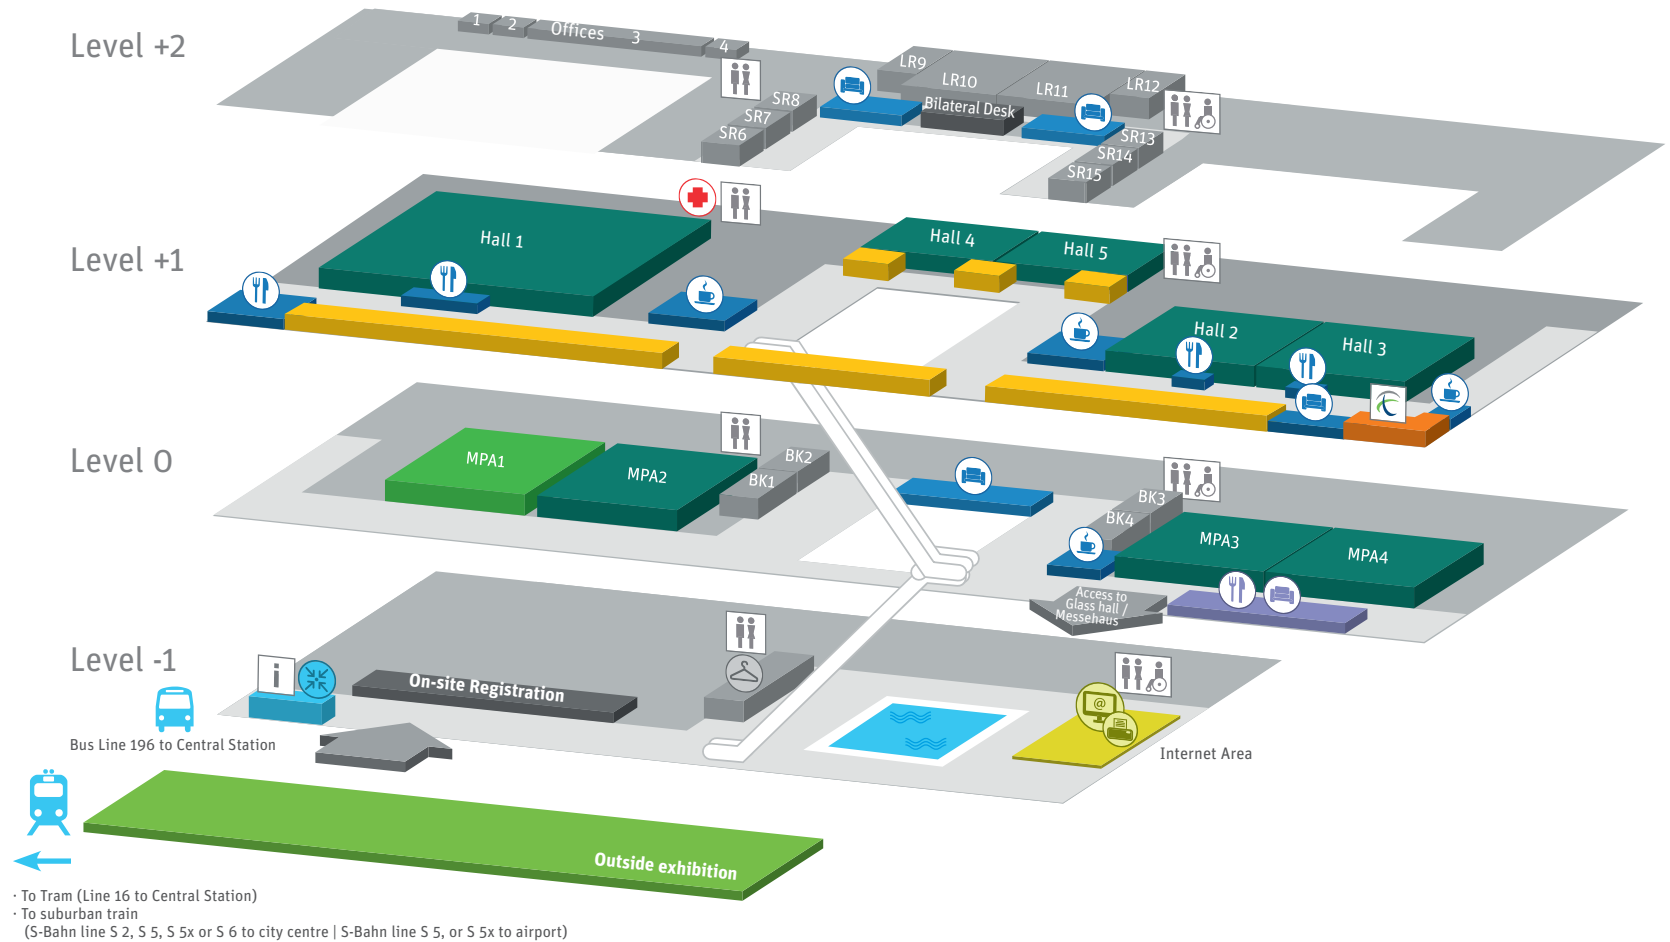 Level +2
1
2
Offices
3
4
LR9
LR10
LR11
LR12
SR8
SR7
SR6
Bilateral Desk
SR13
SR14
SR15
Level +1
Hall 1
Hall 4
Hall 5
Hall 2
Hall 3
Level 0
MPA1
MPA2
BK2
BK1
BK3
BK4
MPA3
MPA4
Access to
Glass hall /
Messehaus
Level -1
i
On-site Registration
@
Bus Line 196 to Central Station
Internet Area
Outside exhibition
· To Tram (Line 16 to Central Station)
· To suburban train
(S-Bahn line S 2, S 5, S 5x or S 6 to city centre | S-Bahn line S 5, or S 5x to airport)